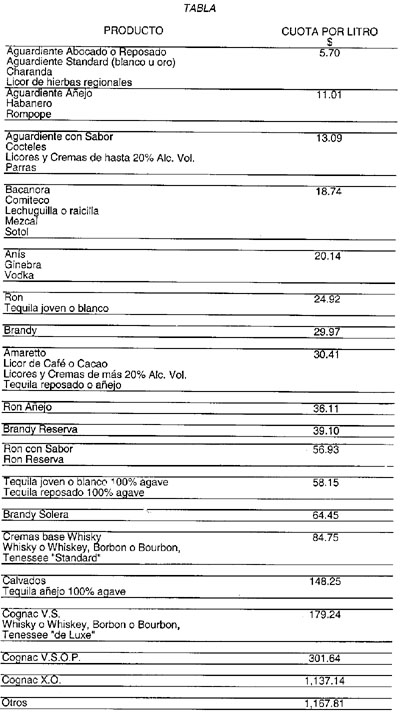 TABLA
PRODUCTO CUOTA POR LITRO
$
Aguardiente Abocado o Reposado 5.70
Aguardiente Standard (blanco u oro)
Charanda
Licor de hierbas regionales
Aguardiente Añejo 11.01
Habanero
Rompope
Aguardiente con Sabor 13.09
Cocteles
Licores y Cremas de hasta 20% Alc. Vol.
Parras
Bacanora 18.74
Comiteco
Lechuguilla o raicilla
Mezcal
Sotol
Anís 20.14
Ginebra
Vodka
Ron 24.92
Tequila joven o blanco
Brandy 29.97
Amaretto 30.41
Licor de Café o Cacao
Licores y Cremas de más 20% Alc. Vol.
Tequila reposado o añejo
Ron Añejo 36.11
Brandy Reserva 39.10
Ron con Sabor 56.93
Ron Reserva
Tequila joven o blanco 100% agave 58.15
Tequila reposado 100% agave
Brandy Solera 64.45
Cremas base Whisky 84.75
Whisky o Whiskey, Borbon o Bourbon,
Tenessee "Standard"
Calvados 148.25
Tequila añejo 100% agave
Cognac V.S. 179.24
Whisky o Whiskey, Borbon o Bourbon,
Tenessee "de Luxe"
Cognac V.S.O.P. 301.64
Cognac X.O. 1,137.14
Otros 1,167.81